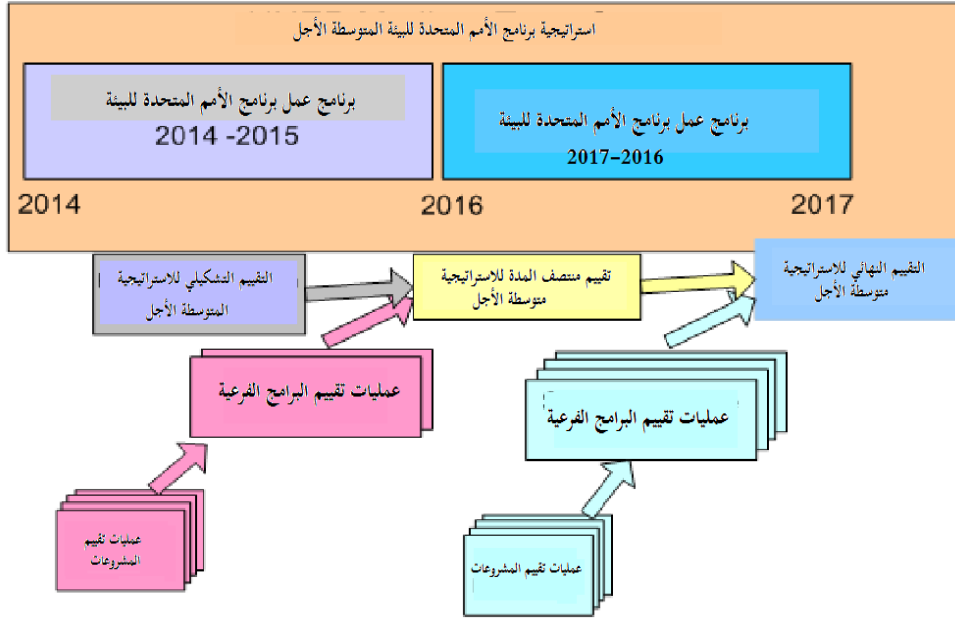 استراتيجية برنامج الأمم المتحدة للبيئة المتوسطة الأجل
برنامج عمل برنامج الأمم المتحدة للبيئة
2014 -2015
برنامج عمل برنامج الأمم المتحدة للبيئة
2016-2017
2014
2016
2017
التقييم التشكيلي للاستراتيجية
المتوسطة الأجل
تقييم منتصف المدة للاستراتيجية
متوسطة الأجل
التقييم النهائي للاستراتيجية
متوسطة الأجل
عمليات تقييم البرامج الفرعية
عمليات تقييم البرامج الفرعية
عمليات تقييم
المشروعات
عمليات تقييم المشروعات